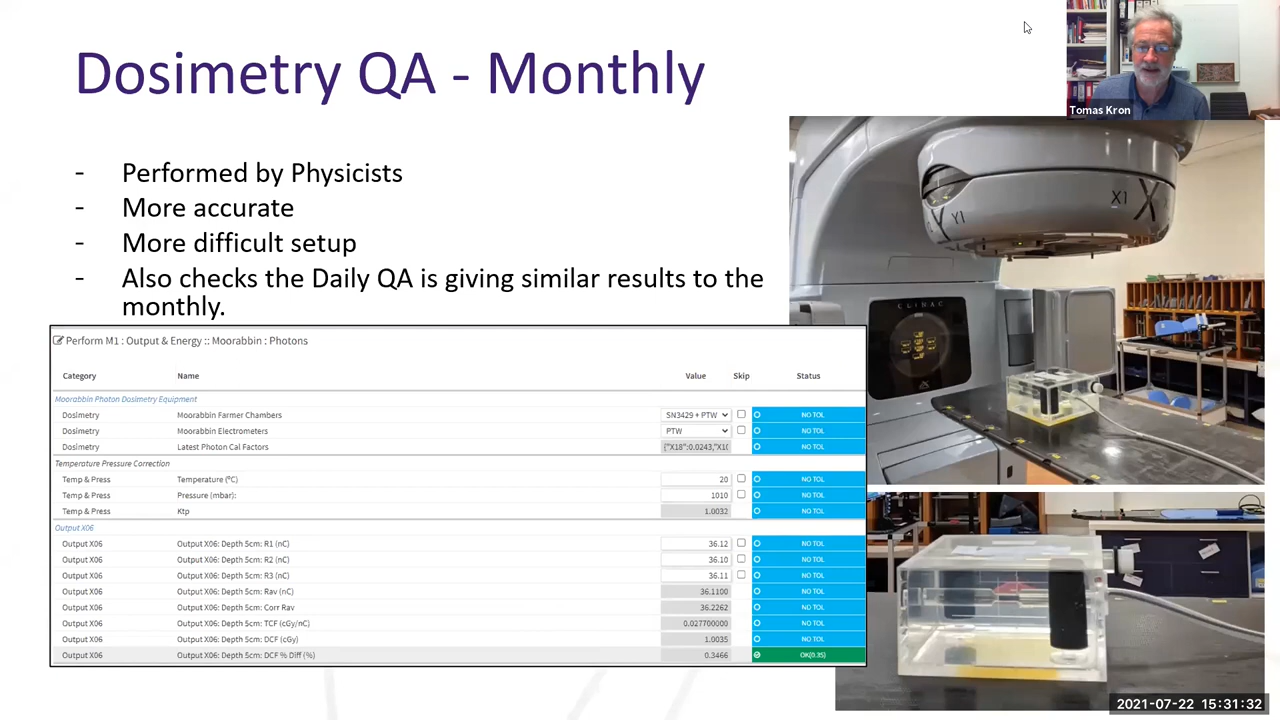 Dosimetry QA - Monthly
Tomas Kron
- Performed by Physicists
- More accurate
- More difficult setup
- Also checks the Daily QA is giving similar results to the
monthly.
X1
Y1
CLINAC
Perform M1 : Output & Energy :: Moorabbin : Photons
Category Name Value Skip Status
Moorabbin Photon Dosimetry Equipment
Dosimetry Moorabbin Farmer Chambers SN3429 + PTW NO TOL
Dosimetry Moorabbin Electrometers PTW NO TOL
Dosimetry Latest Photon Cal Factors {"X18":0.0243,"X10 NO TOL
Temperature Pressure Correction
Temp & Press Temperature (ºC) 20 NO TOL
Temp & Press Pressure (mbar): 1010 NO TOL
Temp & Press Ktp 1.0032 NO TOL
Output X06
Output X06 Output X06: Depth 5cm: R1 (nC) 36.12 NO TOL
Output X06 Output X06: Depth 5cm: R2 (nC) 36.10 NO TOL
Output X06 Output X06: Depth 5cm: R3 (nC) 36.11 NO TOL
Output X06 Output X06: Depth 5cm: Rav (nC) 36.1100 NO TOL
Output X06 Output X06: Depth 5cm: Corr Rav 36.2262 NO TOL
Output X06 Output X06: Depth 5cm: TCF (cGy/nC) 0.027700000 NO TOL
Output X06 Output X06: Depth 5cm: DCF (cGy) 1.0035 NO TOL
Output X06 Output X06: Depth 5cm: DCF % Diff (%) 0.3466 OK(0.35)
2021-07-22 15:31:32